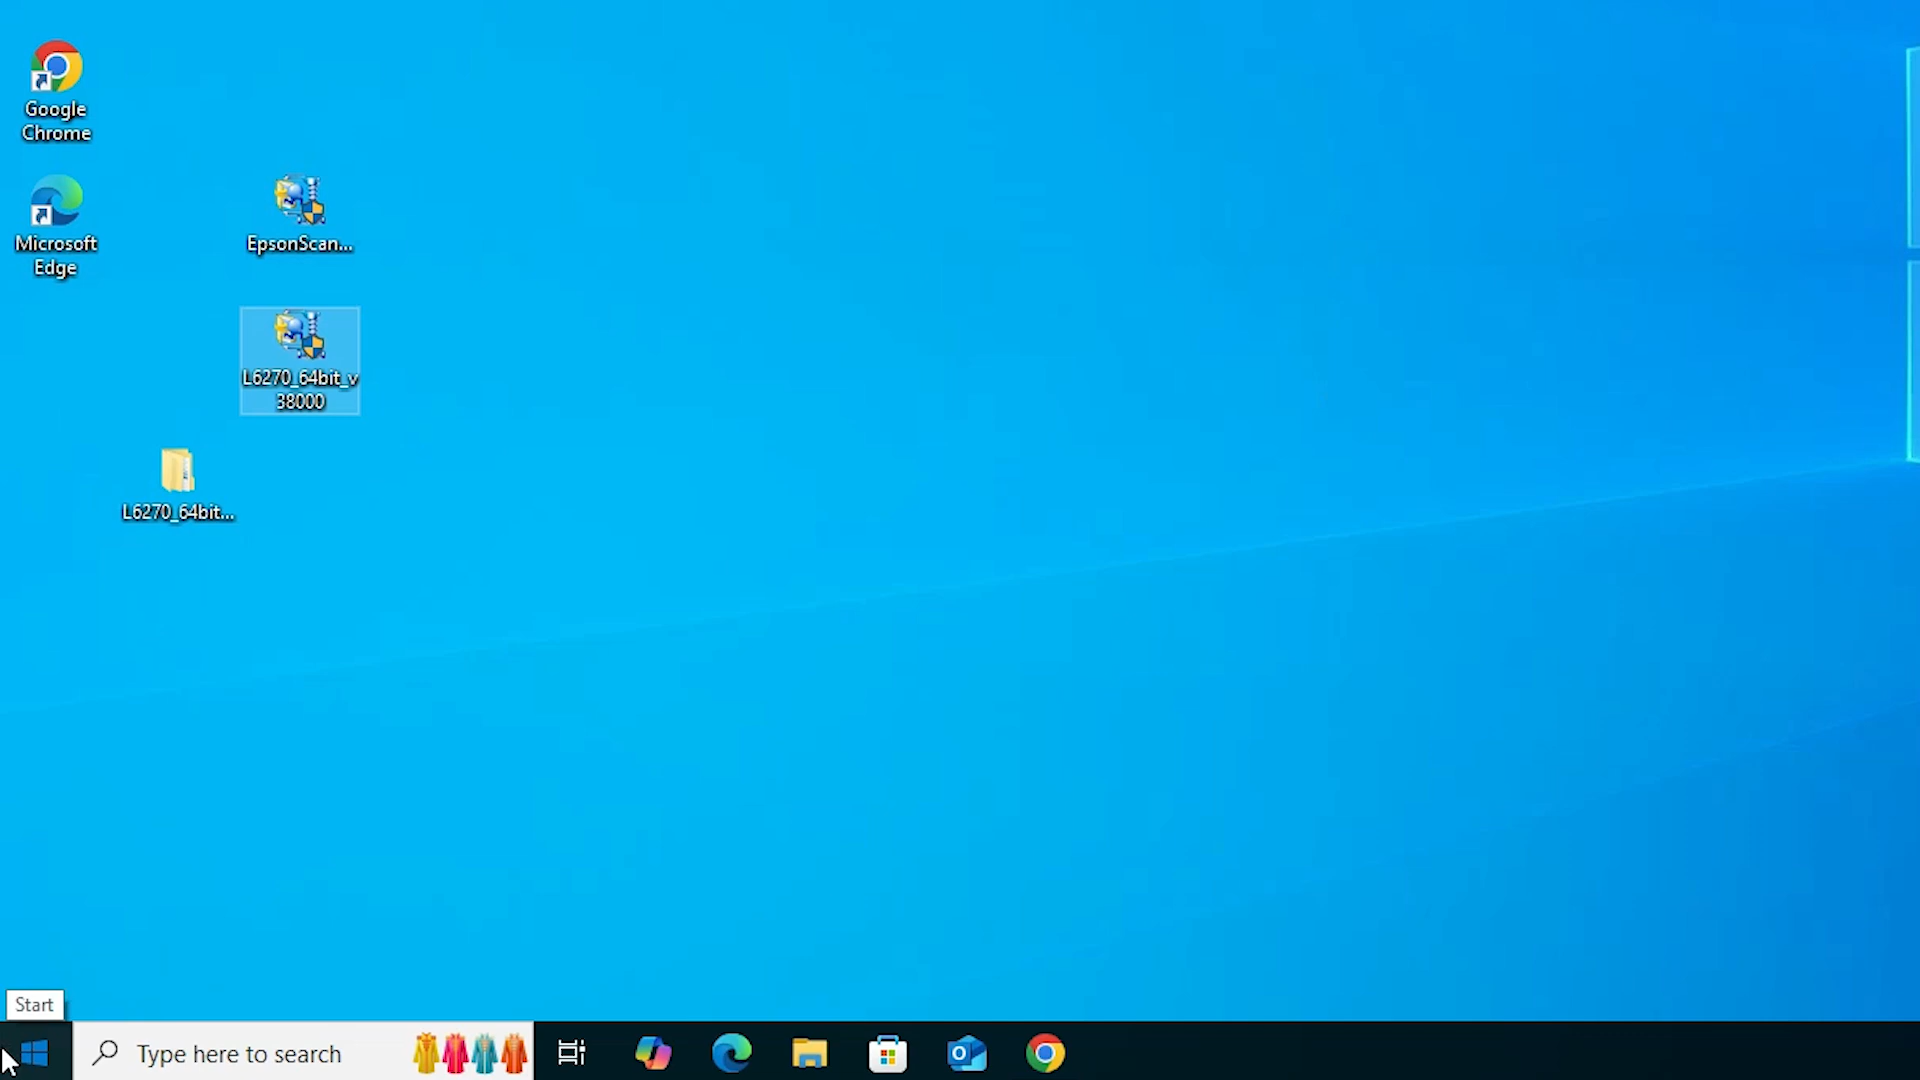 Google
Chrome
Microsoft
Edge
EpsonScan...
L6270_64bit_v
38000
L6270_64bit...
Start
Type here to search